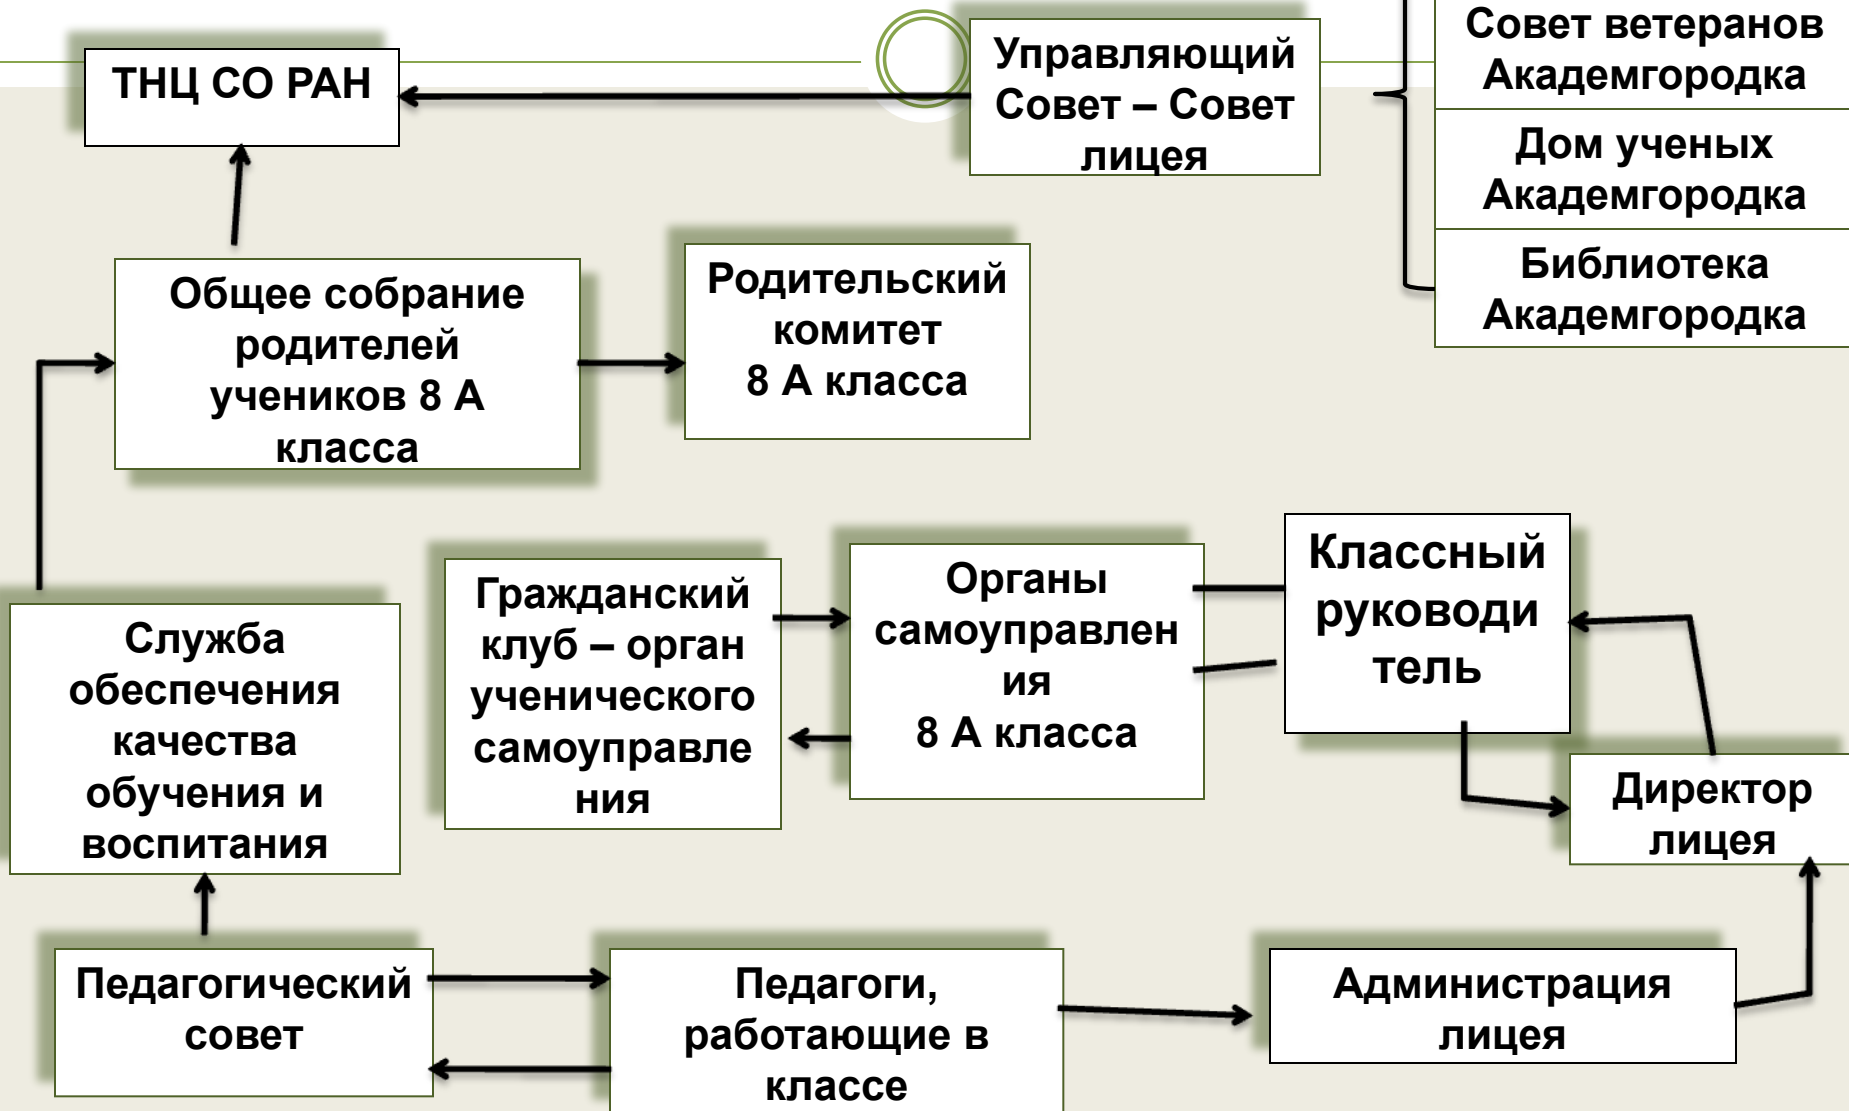 ТНЦ СО РАН
Управляющий
Совет – Совет
лицея
Совет ветеранов
Академгородка
Дом ученых
Академгородка
Библиотека
Академгородка
Общее собрание
родителей
учеников 8 А
класса
Родительский
комитет
8 А класса
Служба
обеспечения
качества
обучения и
воспитания
Гражданский
клуб – орган
ученического
самоуправле
ния
Органы
самоуправлен
ия
8 А класса
Классный
руководи
тель
Директор
лицея
Педагогический
совет
Педагоги,
работающие в
классе
Администрация
лицея